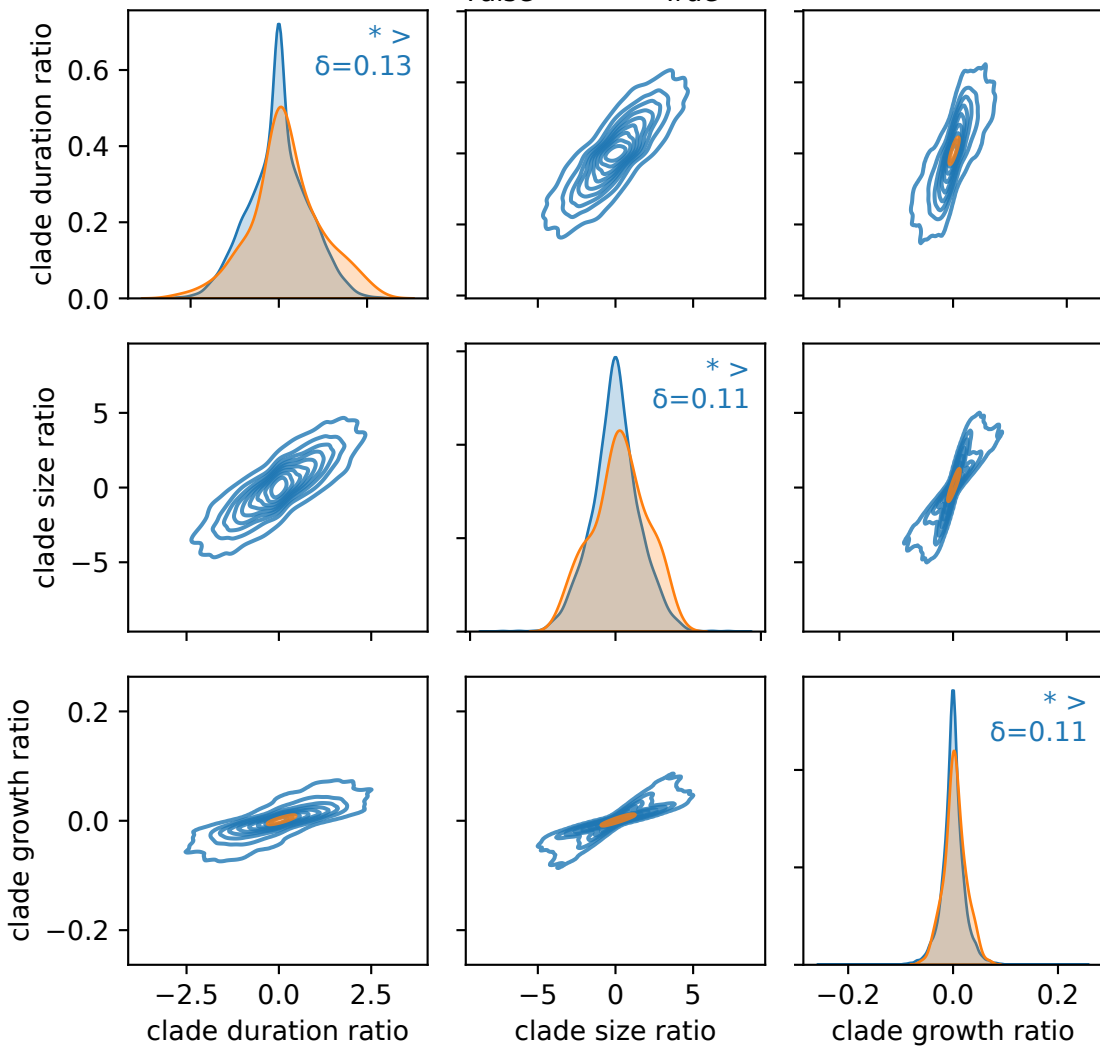 clade duration ratio
0.6
0.4
0.2
0.0
* >
δ=0.13
clade size ratio
5
0
−5
* >
δ=0.11
clade growth ratio
0.2
0.0
−0.2
* >
δ=0.11
−2.5 0.0 2.5
−5 0 5
−0.2 0.0 0.2
clade duration ratio
clade size ratio
clade growth ratio